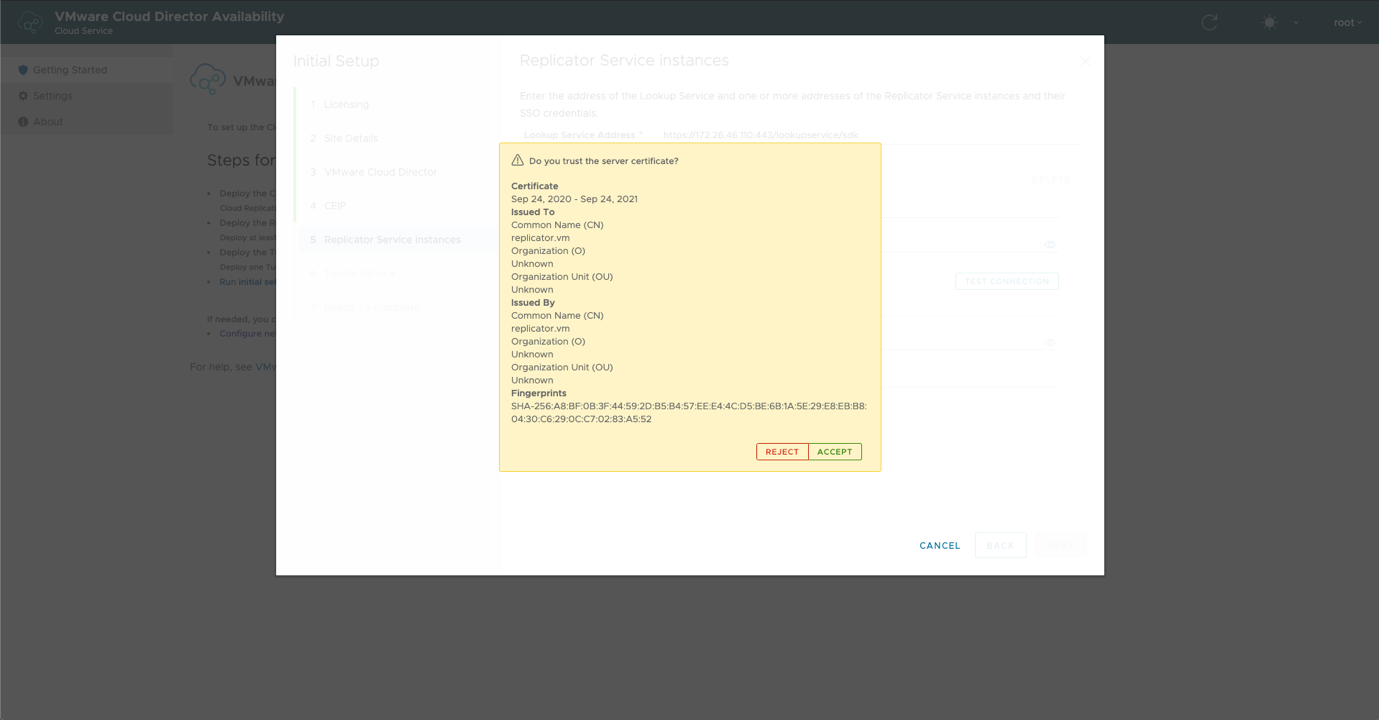 VMware Cloud Director Availability
Cloud Service
root
Getting Started
Settings
About
VMwa
To set up the Cl
Steps for
Deploy the C
Cloud Replica
Deploy the R
Deploy at least
Deploy the T
Deploy one Tu
Run initial se
If needed, you c
Configure ne
For help, see VMw
Initial Setup
1 Licensing
2 Site Details
3 VMware Cloud Director
4 CEIP
5 Replicator Service instances
Replicator Service instances
Enter the address of the Lookup Service and one or more addresses of the Replicator Service instances and their
SSO credentials.
Lookup Service Address * https://172.26.46.110:443/lookupservice/sdk
DELETE
TEST CONNECTION
Do you trust the server certificate?
Certificate
Sep 24, 2020 - Sep 24, 2021
Issued To
Common Name (CN)
replicator.vm
Organization (O)
Unknown
Organization Unit (OU)
Unknown
Issued By
Common Name (CN)
replicator.vm
Organization (O)
Unknown
Organization Unit (OU)
Unknown
Fingerprints
SHA-256:A8:BF:0B:3F:44:59:2D:B5:B4:57:EE:E4:4C:D5:BE:6B:1A:5E:29:E8:EB:B8:
04:30:C6:29:0C:C7:02:83:A5:52
REJECT ACCEPT
CANCEL BACK